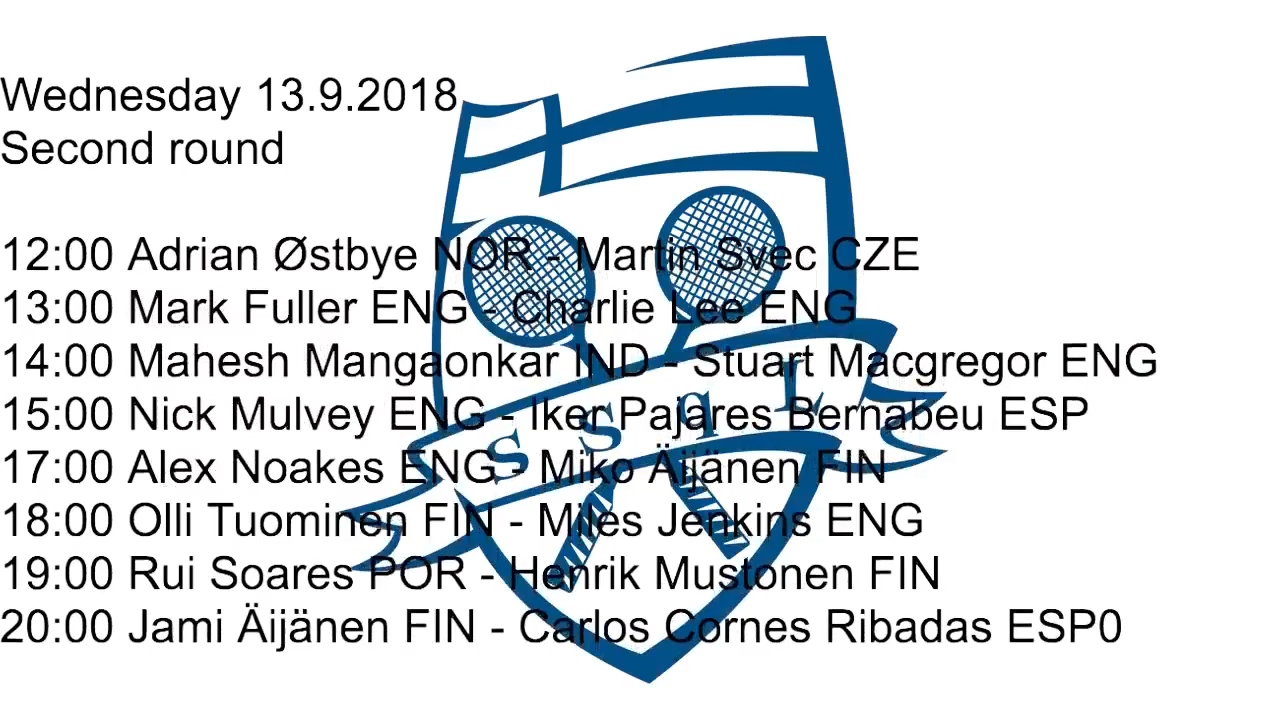 Wednesday 13.9.2018
Second round
12:00 Adrian Østbye NOR - Martin Svec CZE
13:00 Mark Fuller ENG - Charlie Lee ENG
14:00 Mahesh Mangaonkar IND - Stuart Macgregor ENG
15:00 Nick Mulvey ENG - Iker Pajares Bernabeu ESP
17:00 Alex Noakes ENG - Miko Äijänen FIN
18:00 Olli Tuominen FIN - Miles Jenkins ENG
19:00 Rui Soares POR - Henrik Mustonen FIN
20:00 Jami Äijänen FIN - Carlos Cornes Ribadas ESP0
s S q L